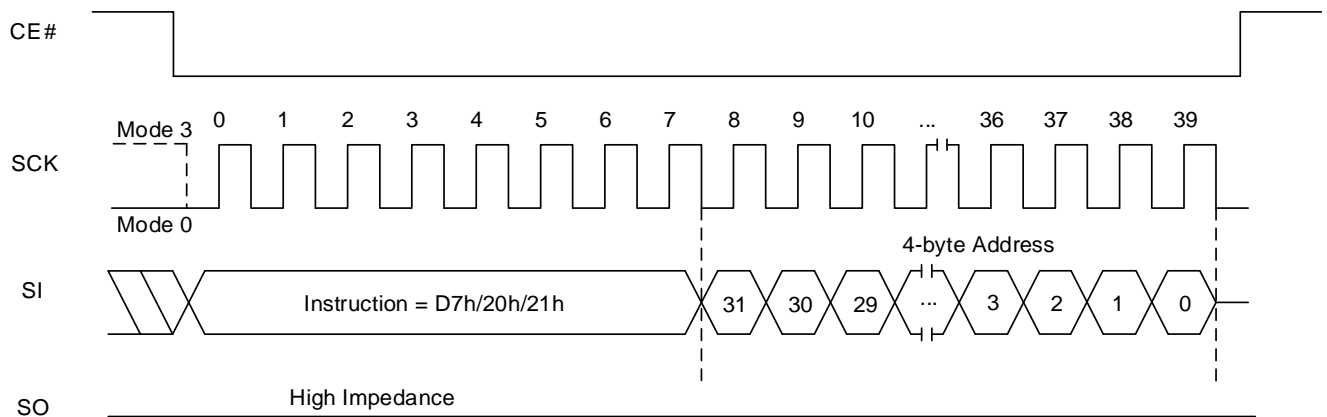 CE#
0 1 2 3 4 5 6 7 8 9 10 ... 36 37 38 39
Mode 3
SCK
Mode 0
4-byte Address
SI
Instruction = D7h/20h/21h 31 30 29 ... 3 2 1 0
High Impedance
SO